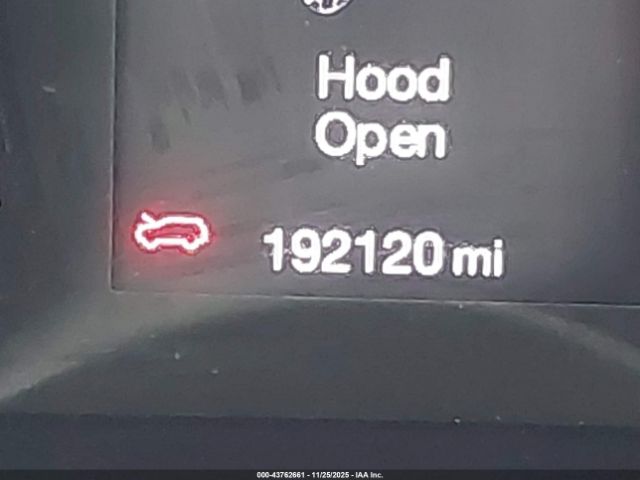 Hood
Open
192120 mi
000-43762661 - 11/25/2025 - IAA Inc.